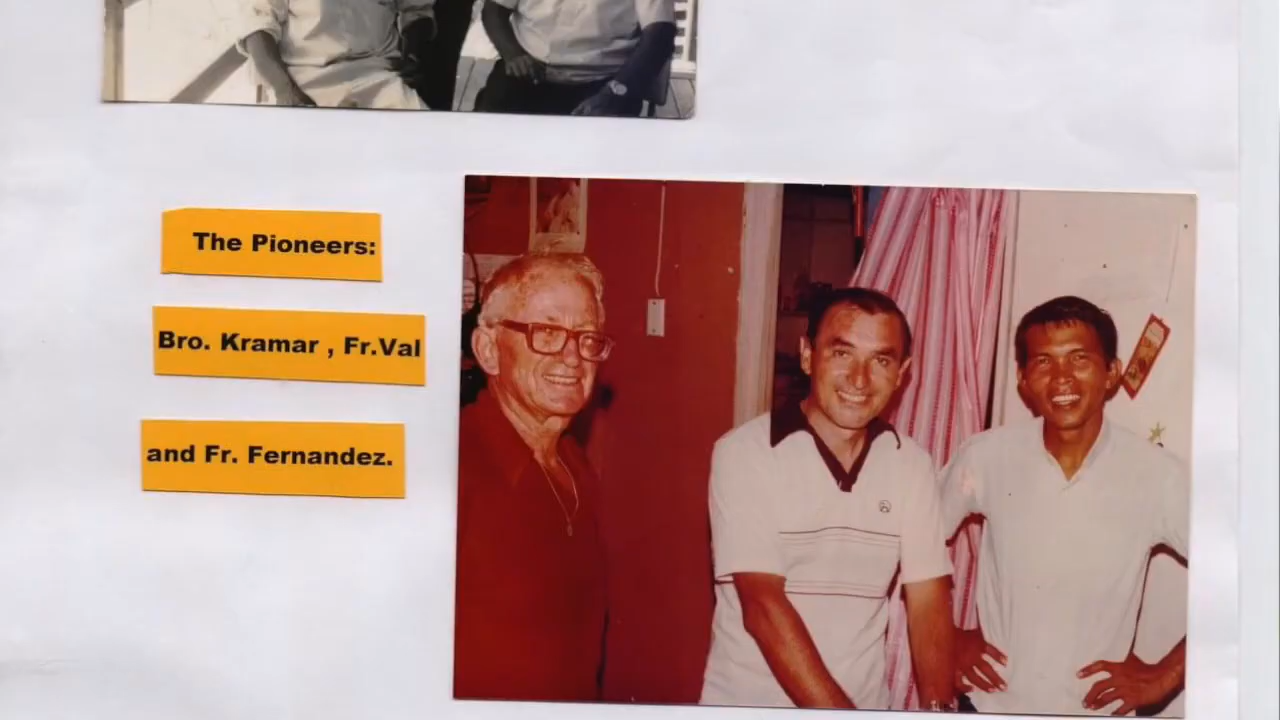 The Pioneers:
Bro. Kramar , Fr.Val
and Fr. Fernandez.